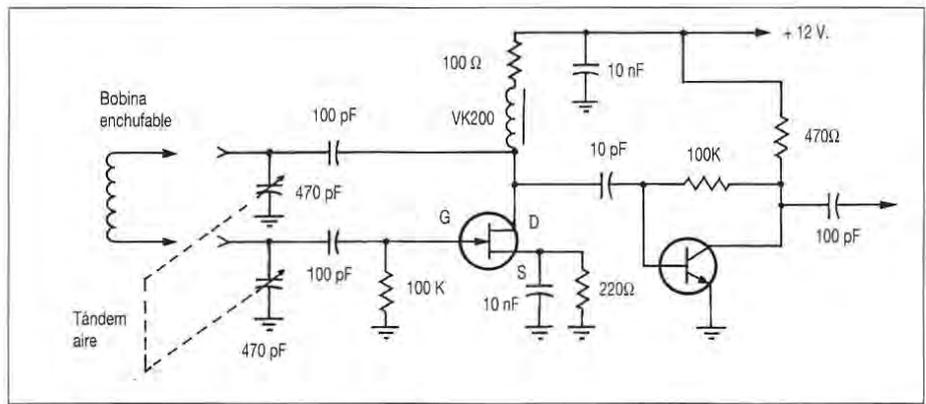 + 12 V.
100 Ω
10 nF
Bobina
enchufable
VK200
470Ω
100 pF
10 pF
100K
470 pF
G
D
100 pF
S
100 pF
100 K
10 nF
220Ω
Tándem
aire
470 pF